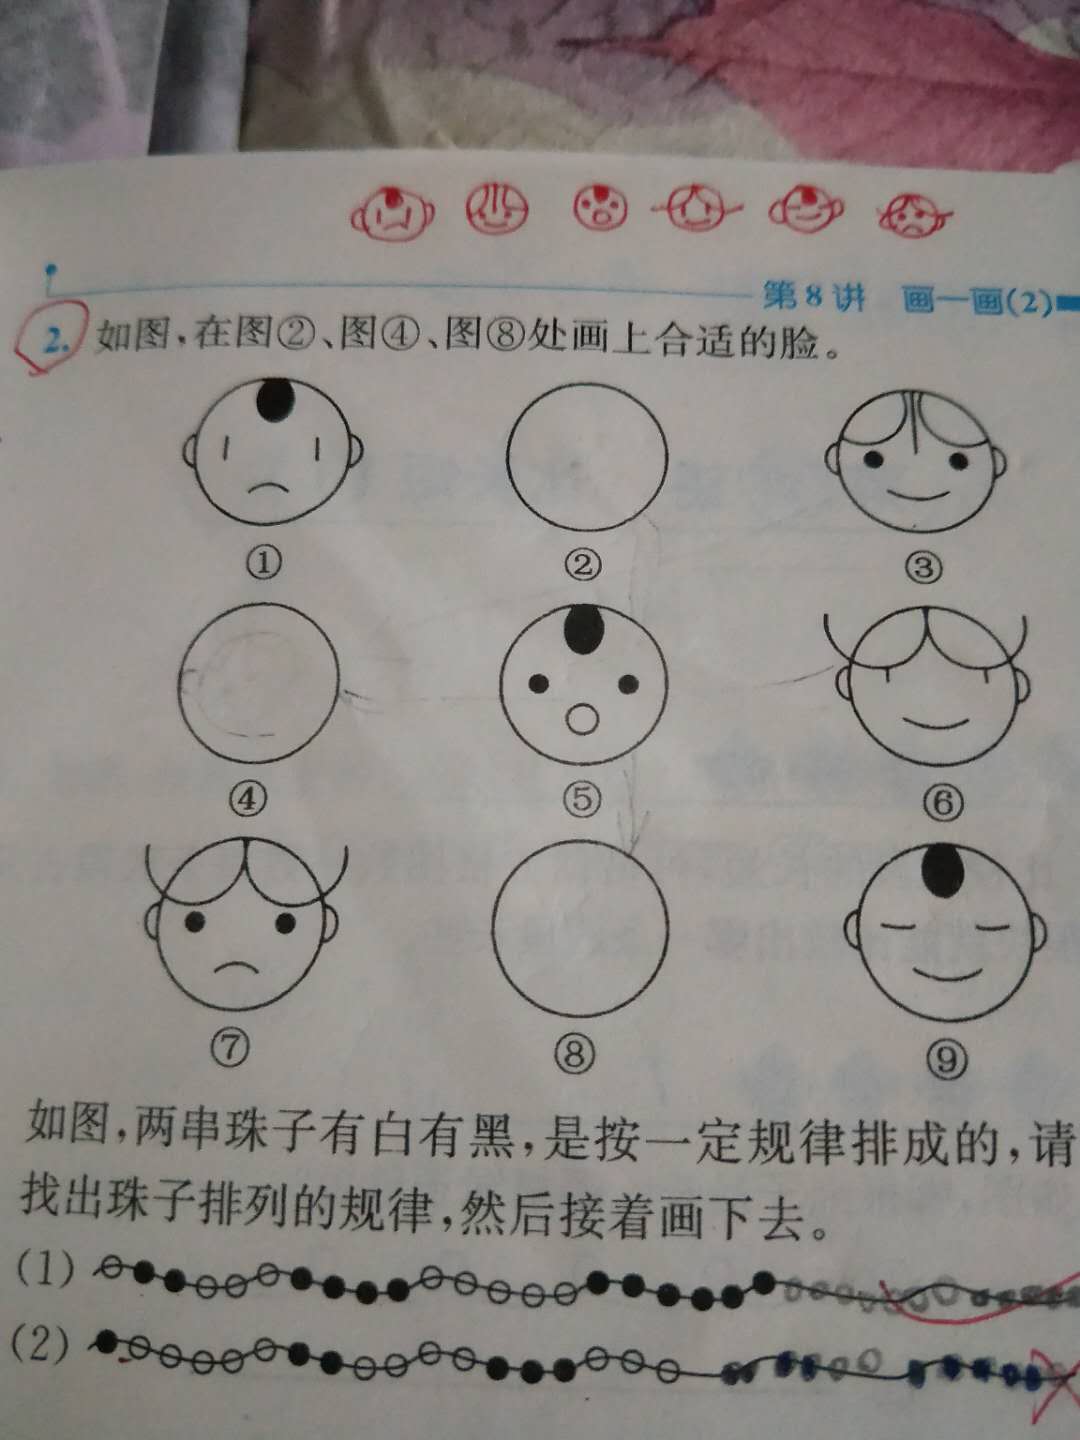 第8讲 画一画(2)
2. 如图,在图②、图④、图⑧处画上合适的脸。
① ② ③
④ ⑤ ⑥
⑦ ⑧ ⑨
如图,两串珠子有白有黑,是按一定规律排成的,请
找出珠子排列的规律,然后接着画下去。
(1)
(2)